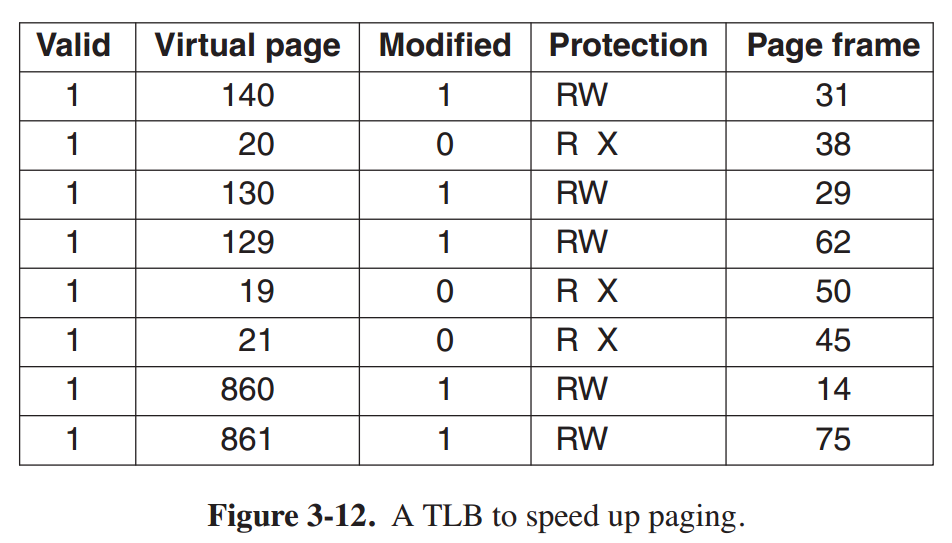 Valid Virtual page Modified Protection Page frame
1 140 1 RW 31
1 20 0 R X 38
1 130 1 RW 29
1 129 1 RW 62
1 19 0 R X 50
1 21 0 R X 45
1 860 1 RW 14
1 861 1 RW 75
Figure 3-12. A TLB to speed up paging.